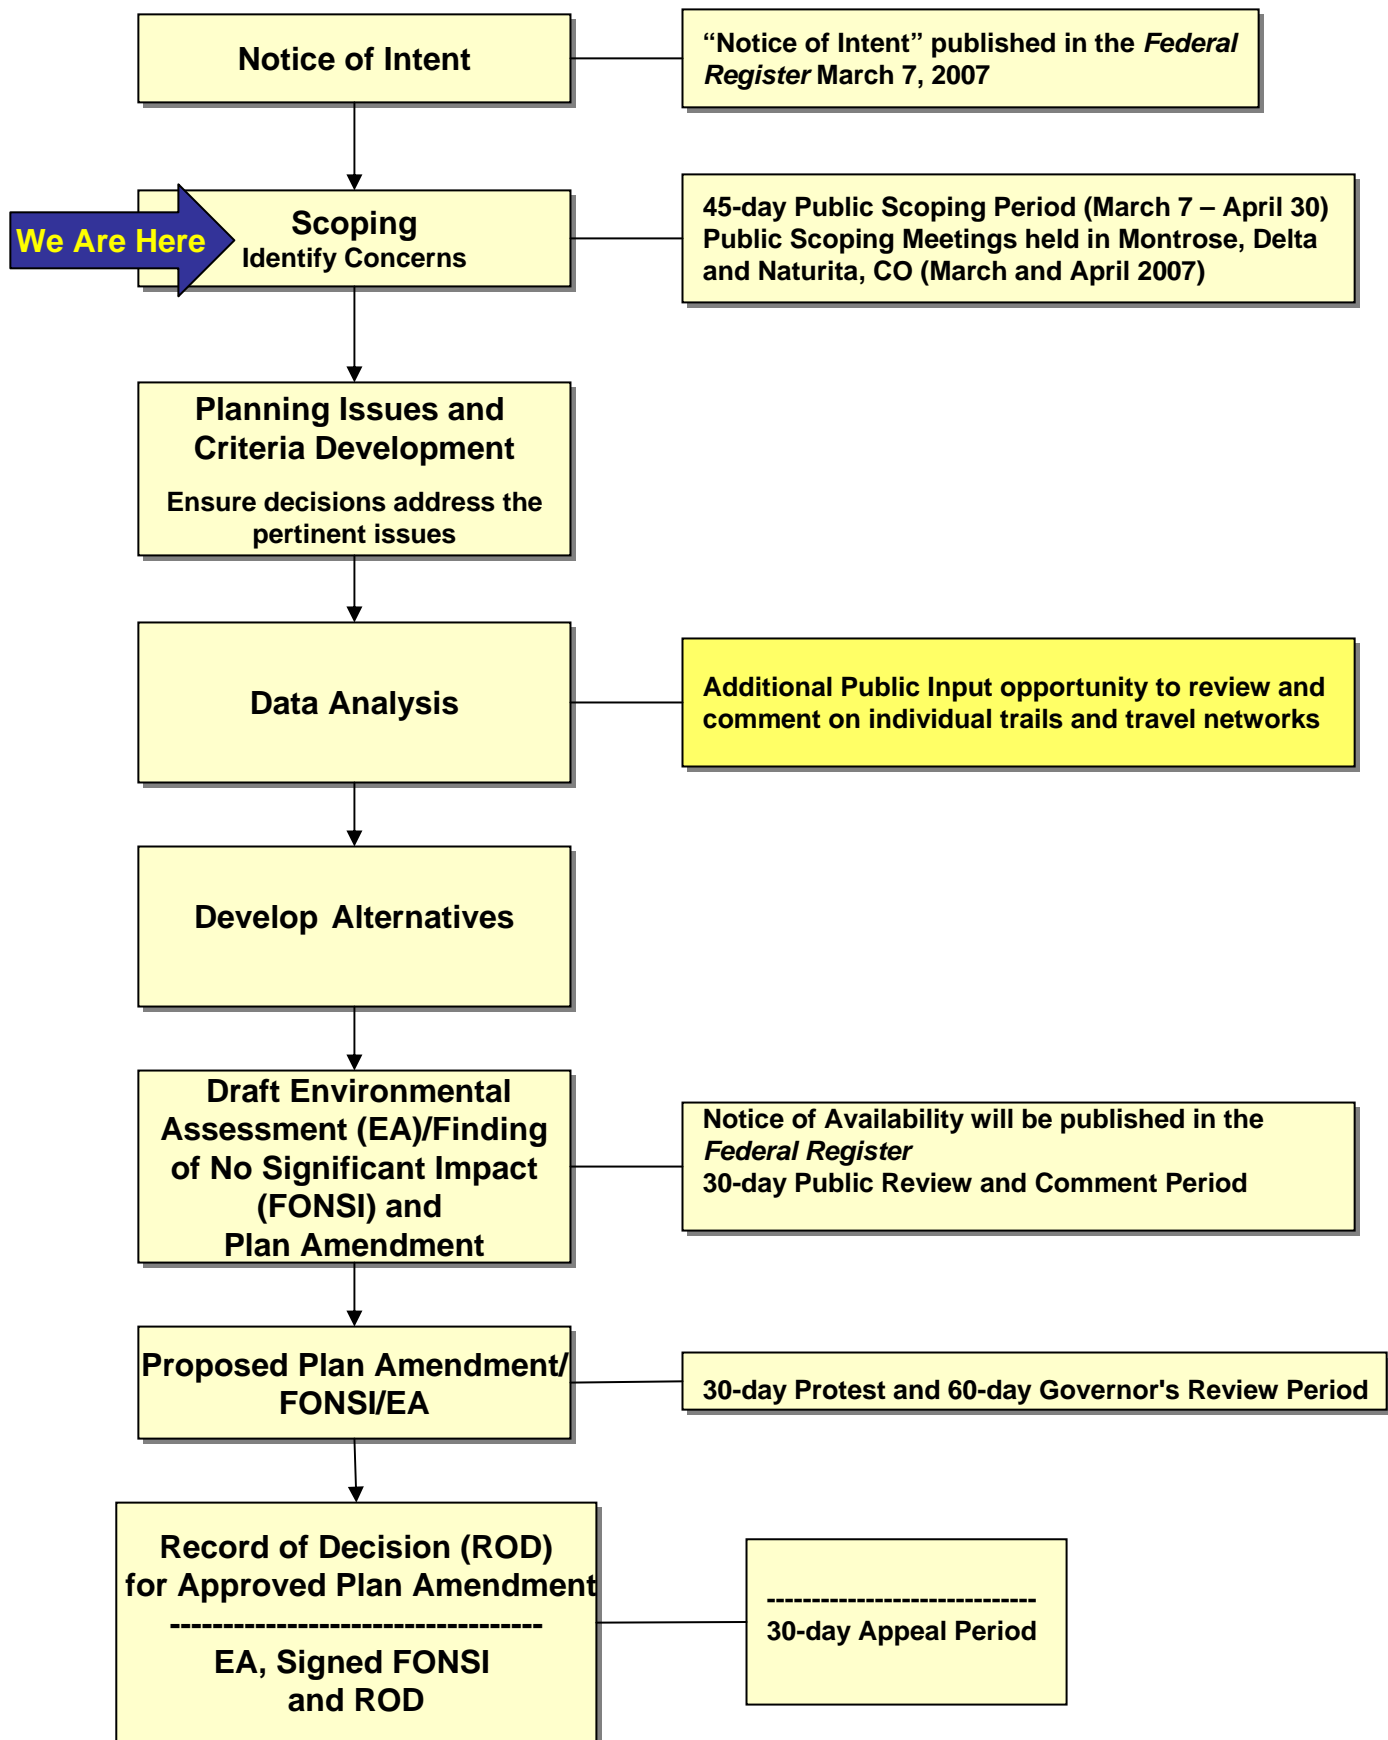 Notice of Intent
“Notice of Intent” published in the Federal
Register March 7, 2007
We Are Here
Scoping
Identify Concerns
45-day Public Scoping Period (March 7 – April 30)
Public Scoping Meetings held in Montrose, Delta
and Naturita, CO (March and April 2007)
Planning Issues and
Criteria Development
Ensure decisions address the
pertinent issues
Data Analysis
Additional Public Input opportunity to review and
comment on individual trails and travel networks
Develop Alternatives
Draft Environmental
Assessment (EA)/Finding
of No Significant Impact
(FONSI) and
Plan Amendment
Notice of Availability will be published in the
Federal Register
30-day Public Review and Comment Period
Proposed Plan Amendment/
FONSI/EA
30-day Protest and 60-day Governor's Review Period
Record of Decision (ROD)
for Approved Plan Amendment
-----------------------------------
EA, Signed FONSI
and ROD
------------------------------
30-day Appeal Period